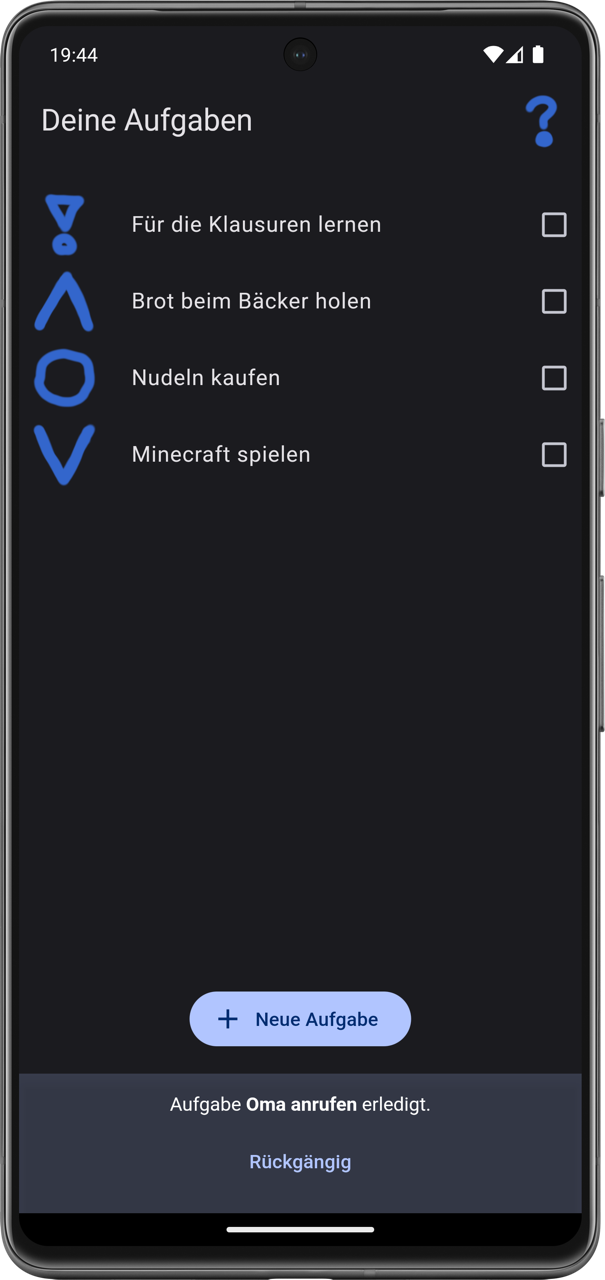 19:44
Deine Aufgaben
?
Für die Klausuren lernen
Brot beim Bäcker holen
Nudeln kaufen
Minecraft spielen
+ Neue Aufgabe
Aufgabe Oma anrufen erledigt.
Rückgängig